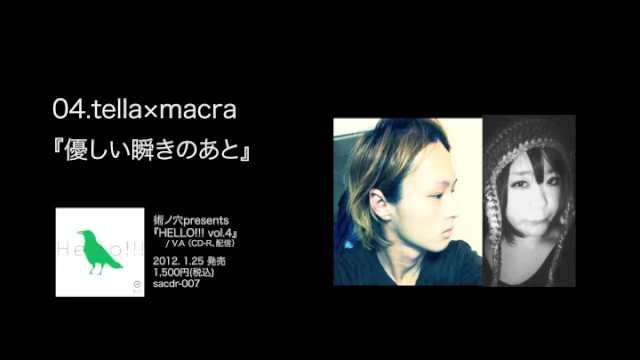 04.tella×macra
『優しい瞬きのあと』
Hello!!!
術ノ穴presents
『HELLO!!! vol.4』
/ V.A（CD-R、配信）
2012. 1.25 発売
1,500円(税込)
sacdr-007